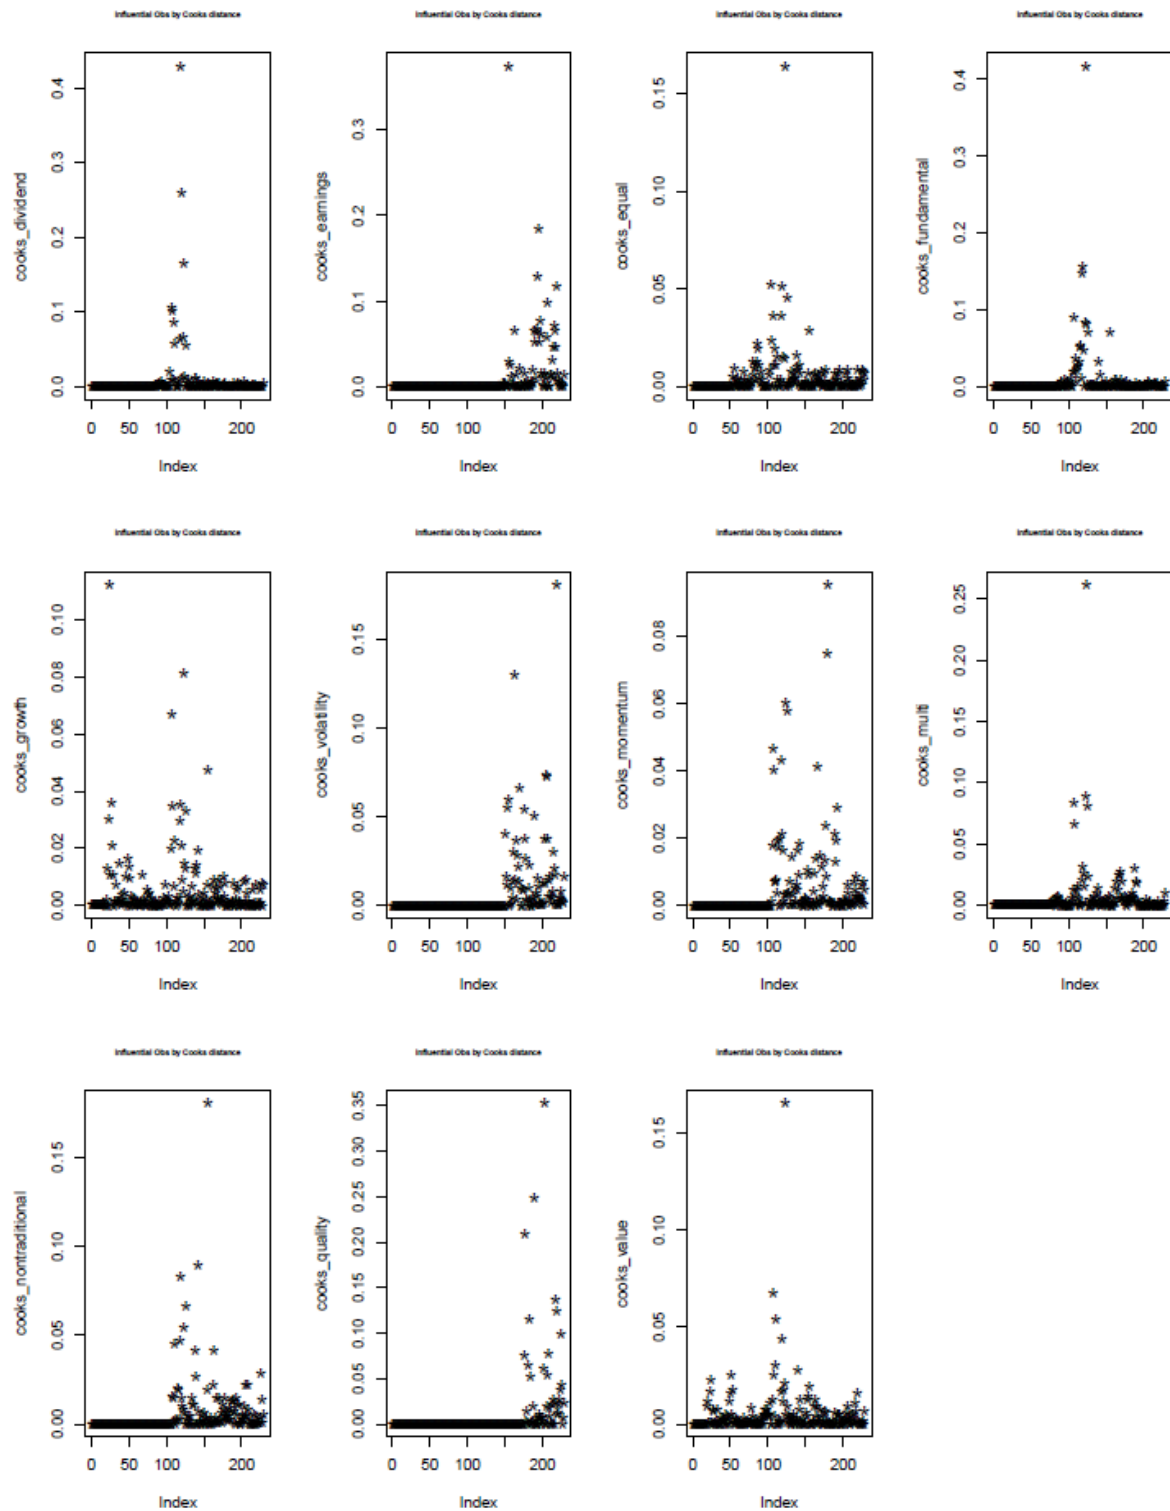 Influential Obs by Cooks distance
cooks_dividend
0.0 0.1 0.2 0.3 0.4
0 50 100 200
Index
Influential Obs by Cooks distance
cooks_earnings
0.0 0.1 0.2 0.3
0 50 100 200
Index
Influential Obs by Cooks distance
cooks_equal
0.00 0.05 0.10 0.15
0 50 100 200
Index
Influential Obs by Cooks distance
cooks_fundamental
0.0 0.1 0.2 0.3 0.4
0 50 100 200
Index
Influential Obs by Cooks distance
cooks_growth
0.00 0.02 0.04 0.06 0.08 0.10
0 50 100 200
Index
Influential Obs by Cooks distance
cooks_volatility
0.00 0.05 0.10 0.15
0 50 100 200
Index
Influential Obs by Cooks distance
cooks_momentum
0.00 0.02 0.04 0.06 0.08
0 50 100 200
Index
Influential Obs by Cooks distance
cooks_multi
0.00 0.05 0.10 0.15 0.20 0.25
0 50 100 200
Index
Influential Obs by Cooks distance
cooks_nontraditional
0.00 0.05 0.10 0.15
0 50 100 200
Index
Influential Obs by Cooks distance
cooks_quality
0.00 0.05 0.10 0.15 0.20 0.25 0.30 0.35
0 50 100 200
Index
Influential Obs by Cooks distance
cooks_value
0.00 0.05 0.10 0.15
0 50 100 200
Index